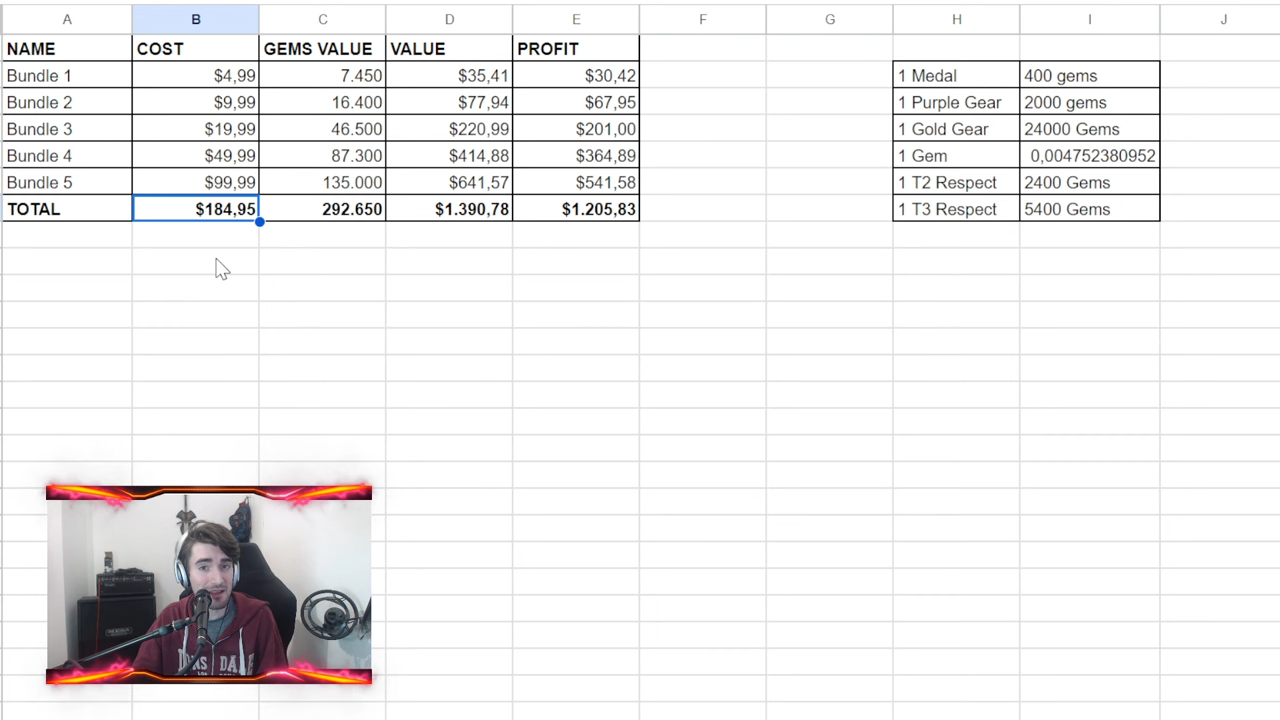 A B C D E F G H I J
NAME COST GEMS VALUE VALUE PROFIT
Bundle 1 $4,99 7.450 $35,41 $30,42 1 Medal 400 gems
Bundle 2 $9,99 16.400 $77,94 $67,95 1 Purple Gear 2000 gems
Bundle 3 $19,99 46.500 $220,99 $201,00 1 Gold Gear 24000 Gems
Bundle 4 $49,99 87.300 $414,88 $364,89 1 Gem 0,004752380952
Bundle 5 $99,99 135.000 $641,57 $541,58 1 T2 Respect 2400 Gems
TOTAL $184,95 292.650 $1.390,78 $1.205,83 1 T3 Respect 5400 Gems